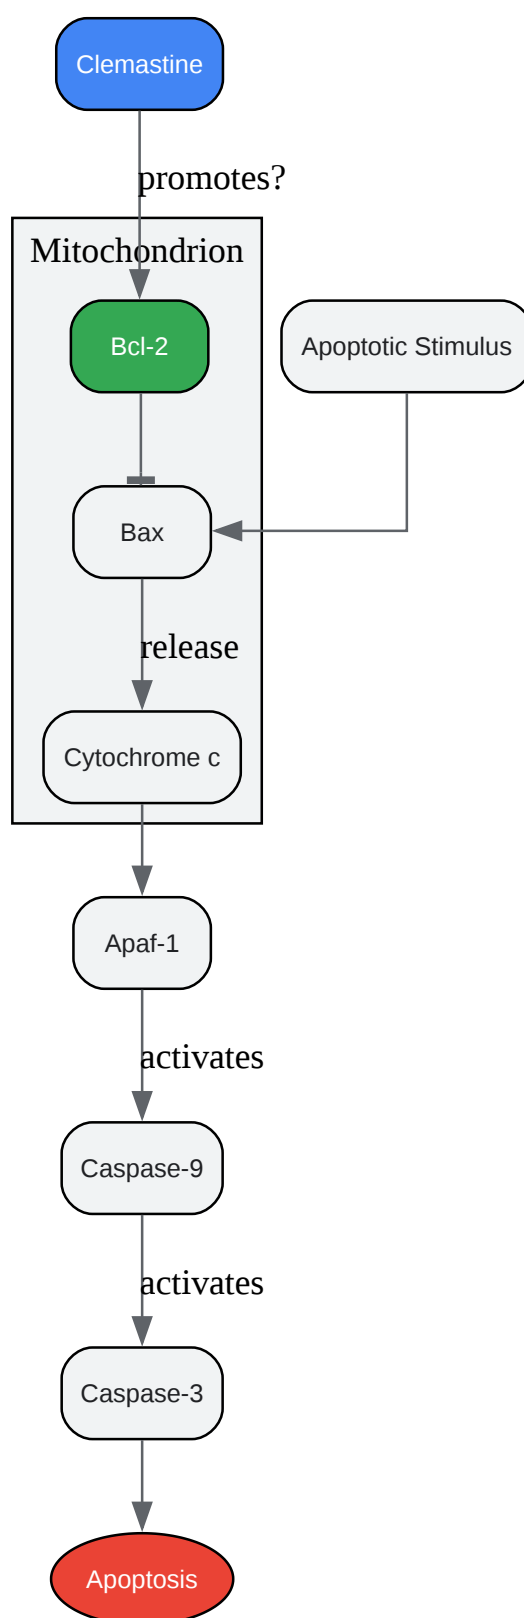 Clemastine
promotes?
Mitochondrion
Bcl-2
Apoptotic Stimulus
Bax
release
Cytochrome c
Apaf-1
activates
Caspase-9
activates
Caspase-3
Apoptosis